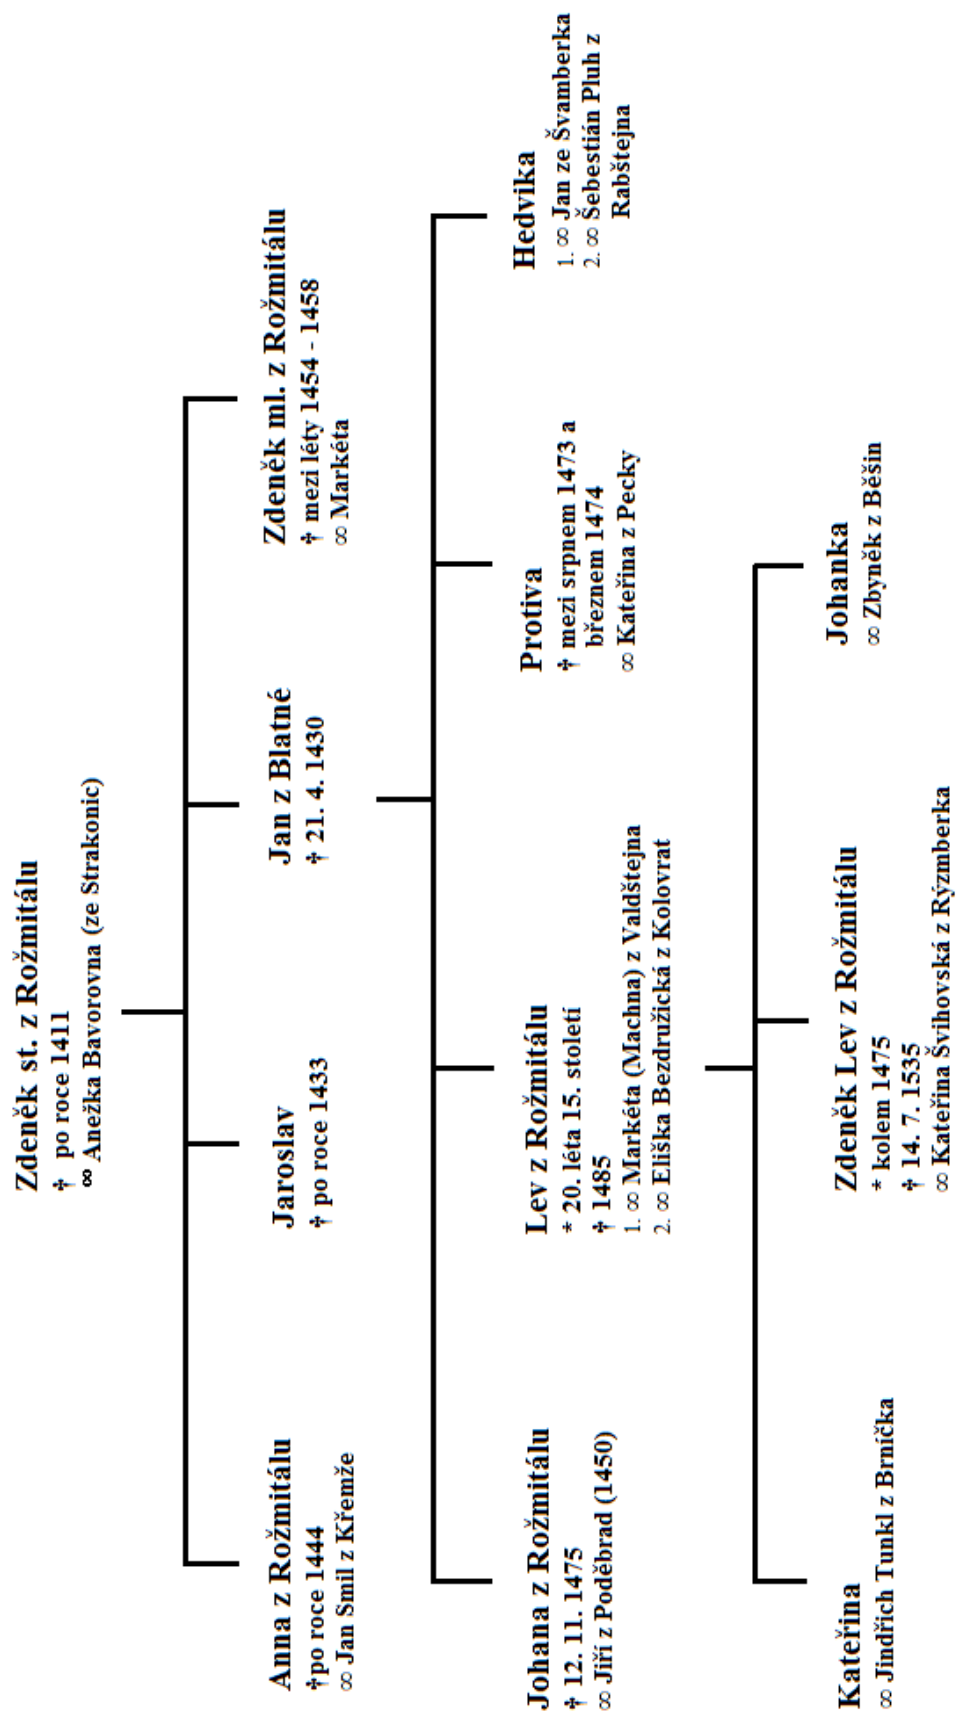 Zdeněk st. z Rožmitálu
† po roce 1411
∞ Anežka Bavorovna (ze Strakonic)
Anna z Rožmitálu
†po roce 1444
∞ Jan Smil z Křemže
Jaroslav
† po roce 1433
Jan z Blatné
† 21. 4. 1430
Zdeněk ml. z Rožmitálu
† mezi léty 1454 - 1458
∞ Markéta
Johana z Rožmitálu
† 12. 11. 1475
∞ Jiří z Poděbrad (1450)
Lev z Rožmitálu
* 20. léta 15. století
† 1485
1. ∞ Markéta (Machna) z Valdštejna
2. ∞ Eliška Bezdružická z Kolovrat
Protiva
† mezi srpnem 1473 a
březnem 1474
∞ Kateřina z Pecky
Hedvika
1. ∞ Jan ze Švamberka
2. ∞ Šebestián Pluh z
Rabštejna
Kateřina
∞ Jindřich Tunkl z Brníčka
Zdeněk Lev z Rožmitálu
* kolem 1475
† 14. 7. 1535
∞ Kateřina Švihovská z Rýzmberka
Johanka
∞ Zbyněk z Běšin